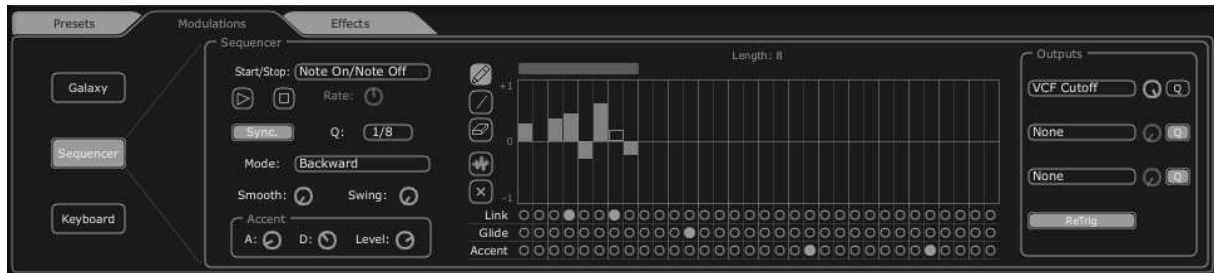 Presets
Modulations
Effects
Galaxy
Sequencer
Keyboard
Sequencer
Start/Stop: Note On/Note Off
Rate:
Sync. Q: 1/8
Mode: Backward
Smooth: Swing:
Accent
A: D: Level:
Length: 8
+1
0
-1
Link
Glide
Accent
Outputs
VCF Cutoff Q
None Q
None Q
ReTrig